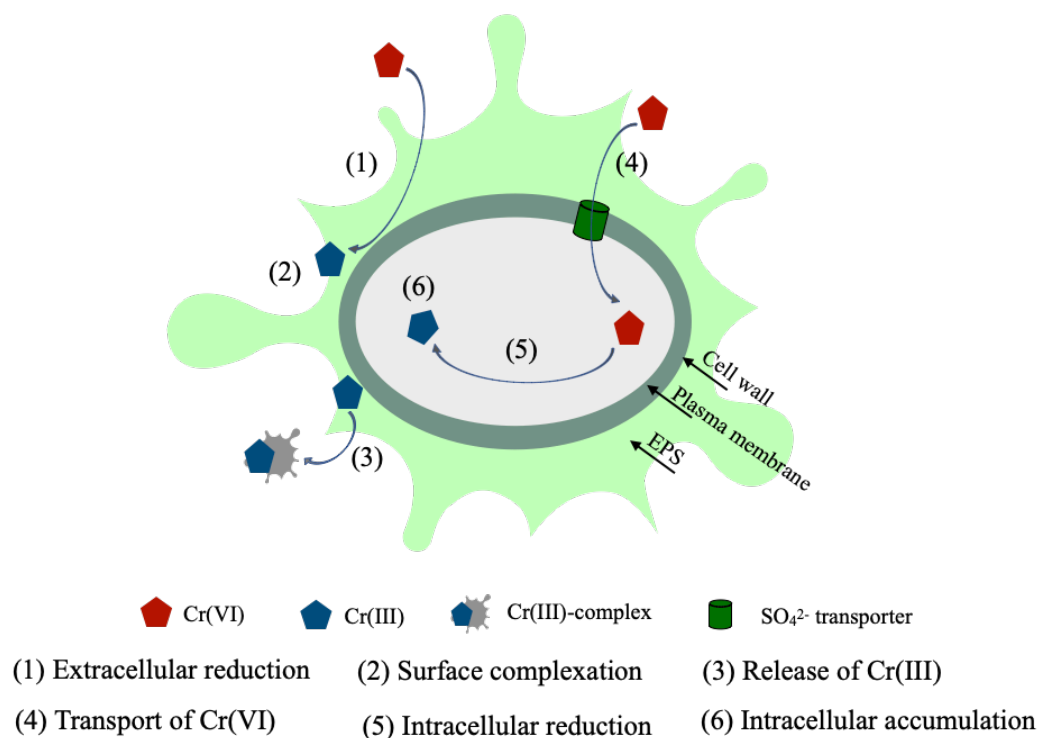 (1)
(4)
(2)
(6)
(5)
Cell wall
Plasma membrane
EPS
(3)
Cr(VI)
Cr(III)
Cr(III)-complex
SO₄²⁻ transporter
(1) Extracellular reduction
(2) Surface complexation
(3) Release of Cr(III)
(4) Transport of Cr(VI)
(5) Intracellular reduction
(6) Intracellular accumulation